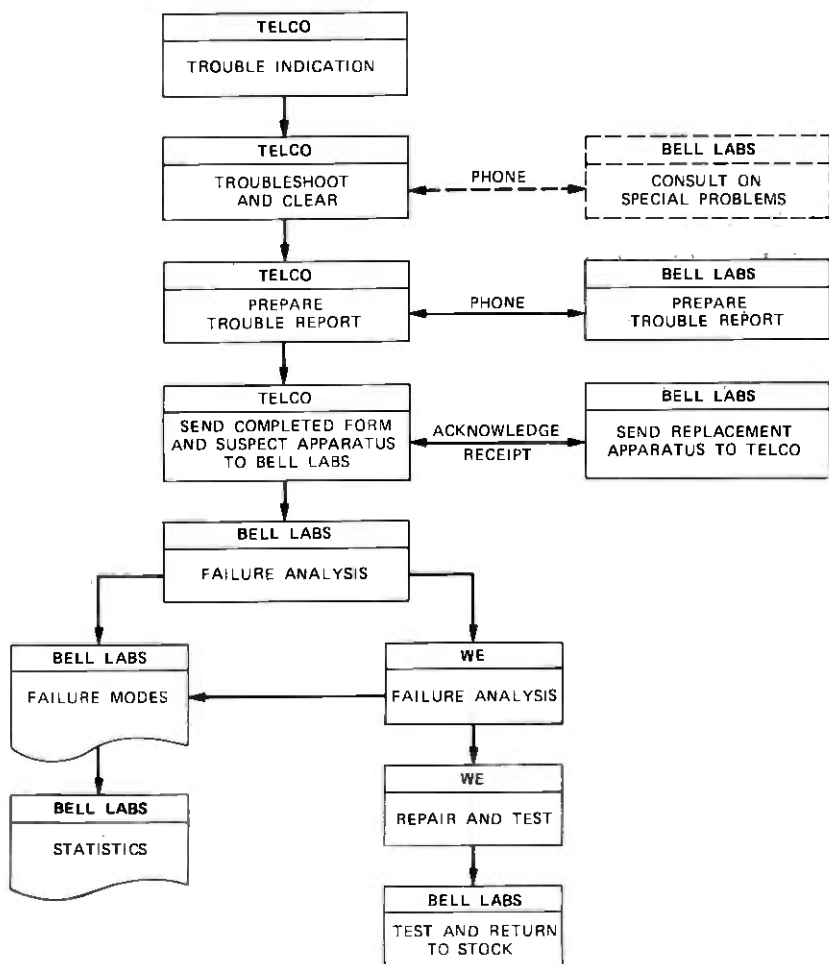 TELCO
TROUBLE INDICATION
TELCO
TROUBLESHOOT
AND CLEAR
PHONE
BELL LABS
CONSULT ON
SPECIAL PROBLEMS
TELCO
PREPARE
TROUBLE REPORT
PHONE
BELL LABS
PREPARE
TROUBLE REPORT
TELCO
SEND COMPLETED FORM
AND SUSPECT APPARATUS
TO BELL LABS
ACKNOWLEDGE
RECEIPT
BELL LABS
SEND REPLACEMENT
APPARATUS TO TELCO
BELL LABS
FAILURE ANALYSIS
BELL LABS
FAILURE MODES
WE
FAILURE ANALYSIS
BELL LABS
STATISTICS
WE
REPAIR AND TEST
BELL LABS
TEST AND RETURN
TO STOCK